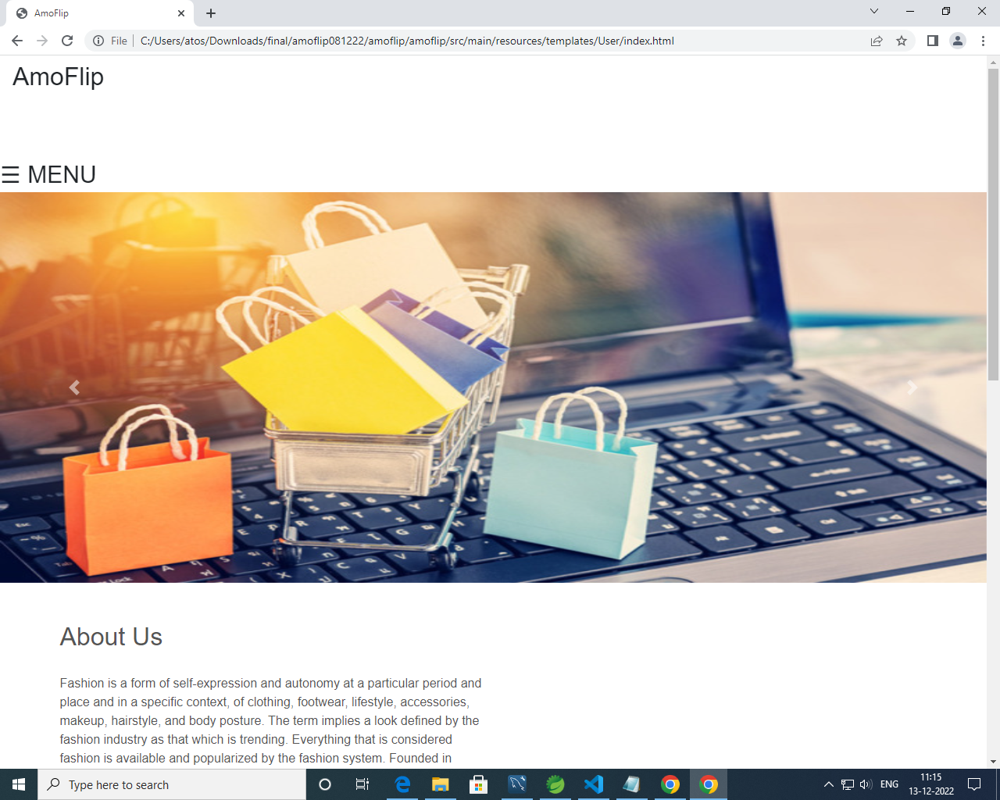 AmoFlip
File
C:/Users/atos/Downloads/final/amoflip081222/amoflip/amoflip/src/main/resources/templates/User/index.html
AmoFlip
☰ MENU
About Us
Fashion is a form of self-expression and autonomy at a particular period and
place and in a specific context, of clothing, footwear, lifestyle, accessories,
makeup, hairstyle, and body posture. The term implies a look defined by the
fashion industry as that which is trending. Everything that is considered
fashion is available and popularized by the fashion system. Founded in
Type here to search
ENG
11:15
13-12-2022